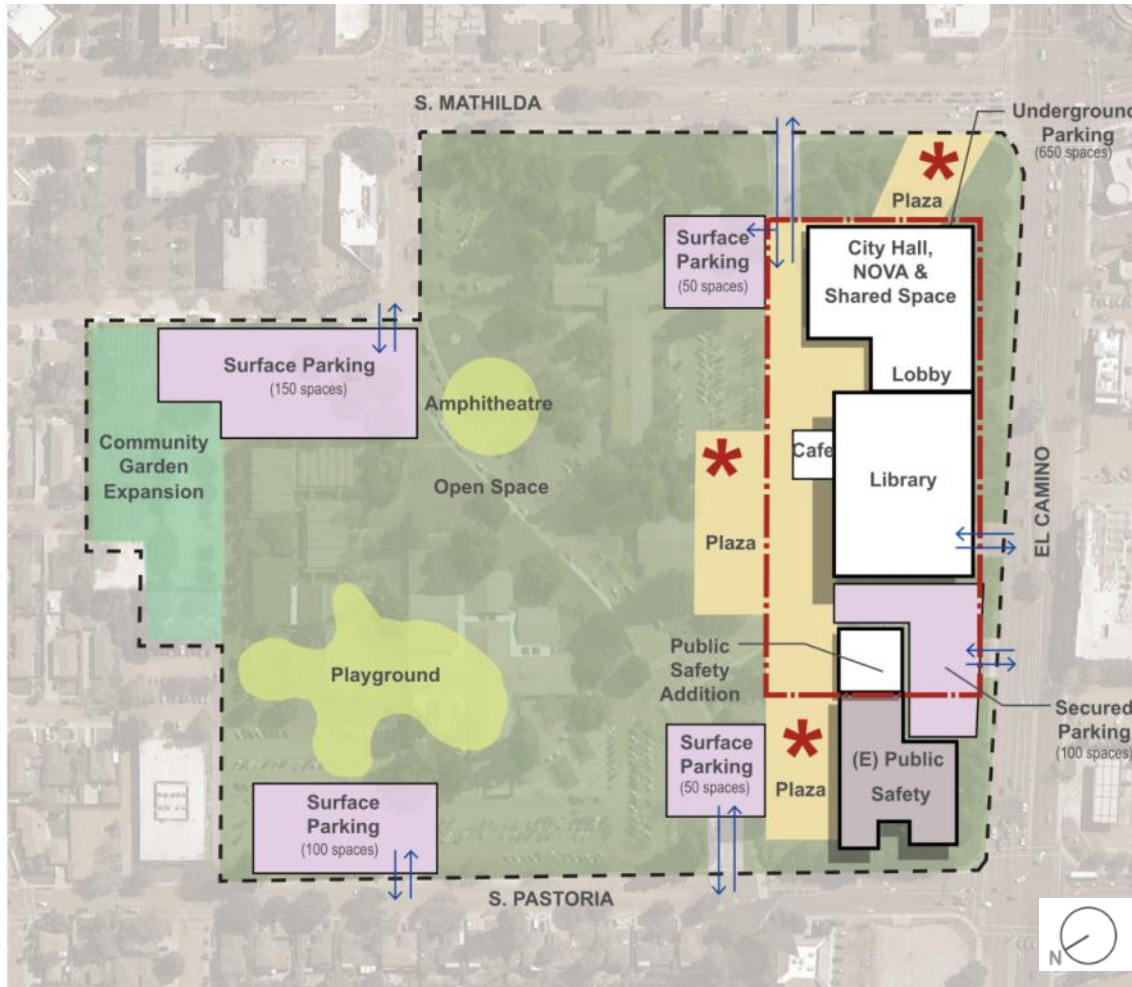 S. MATHILDA
Underground
Parking
(650 spaces)
Plaza
Surface
Parking
(50 spaces)
City Hall,
NOVA &
Shared Space
Lobby
Surface Parking
(150 spaces)
Amphitheatre
Community
Garden
Expansion
Open Space
Cafe
Library
Plaza
EL CAMINO
Playground
Public
Safety
Addition
Secured
Parking
(100 spaces)
Surface
Parking
(50 spaces)
Plaza
(E) Public
Safety
Surface
Parking
(100 spaces)
S. PASTORIA
N